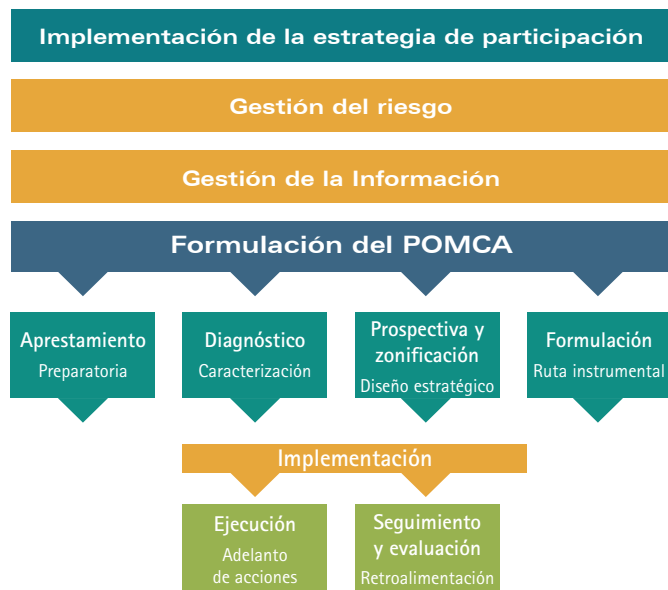 Implementación de la estrategia de participación
Gestión del riesgo
Gestión de la Información
Formulación del POMCA
Aprestamiento
Preparatoria
Diagnóstico
Caracterización
Prospectiva y
zonificación
Diseño estratégico
Formulación
Ruta instrumental
Implementación
Ejecución
Adelanto
de acciones
Seguimiento
y evaluación
Retroalimentación